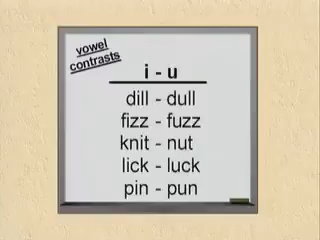 vowel
contrasts
i - u
dill - dull
fizz - fuzz
knit - nut
lick - luck
pin - pun